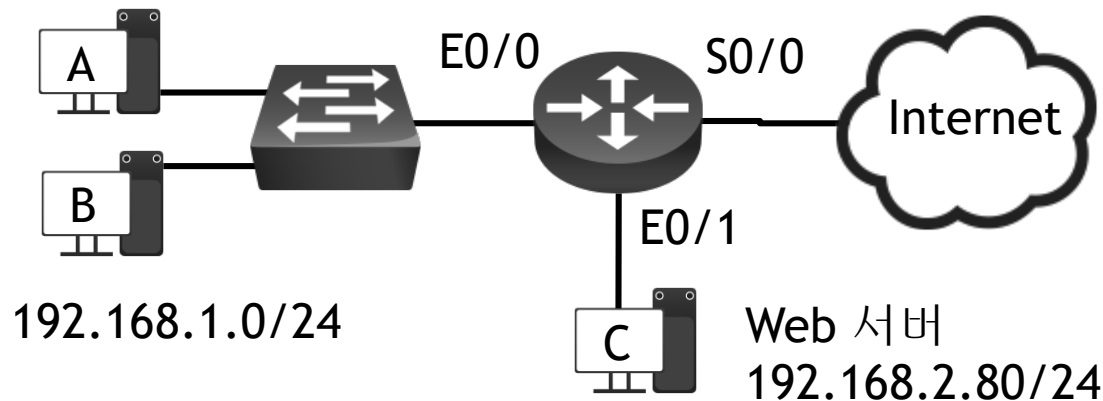 A
E0/0
S0/0
Internet
B
E0/1
192.168.1.0/24
C
Web 서버
192.168.2.80/24